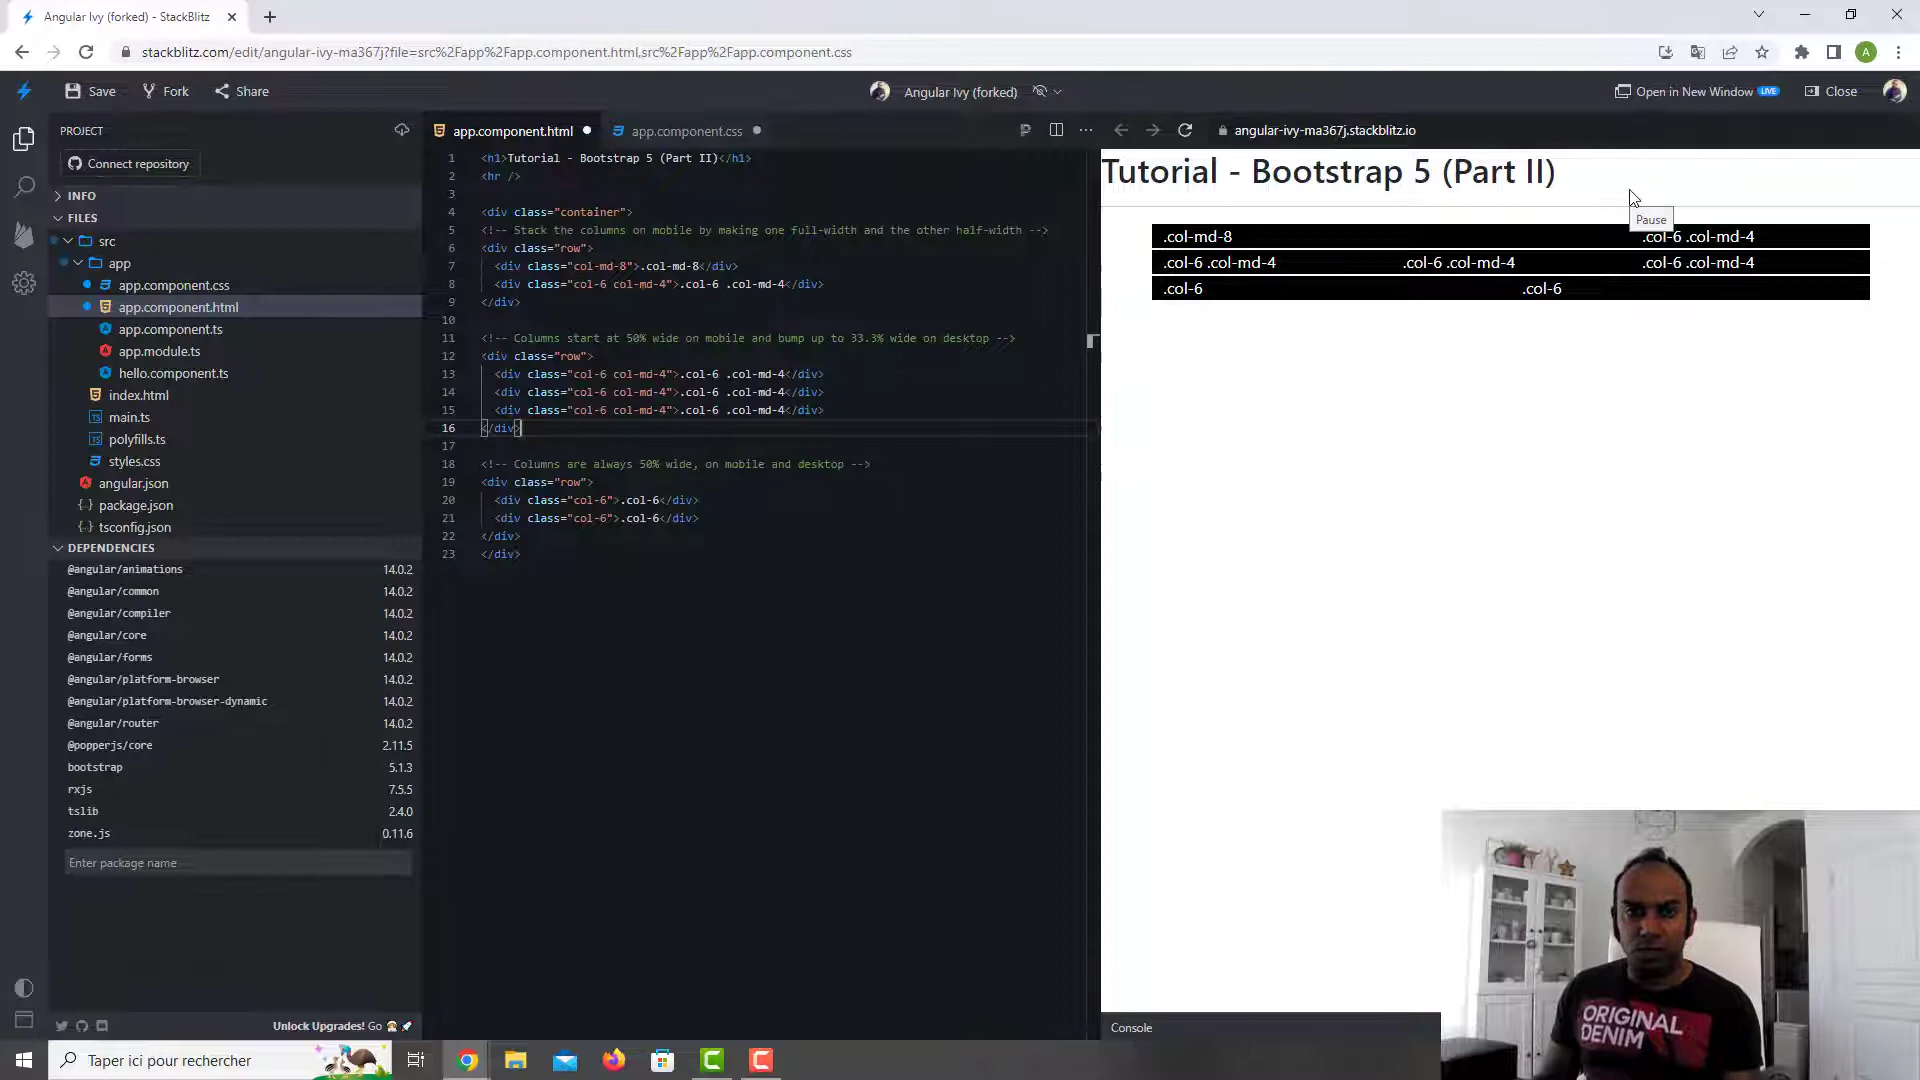 Angular Ivy (forked) - StackBlitz
stackblitz.com/edit/angular-ivy-ma367j?file=src%2Fapp%2Fapp.component.html,src%2Fapp%2Fapp.component.css
A
Save
Fork
Share
Angular Ivy (forked)
Open in New Window LIVE
Close
PROJECT
Connect repository
INFO
FILES
src
app
app.component.css
app.component.html
app.component.ts
app.module.ts
hello.component.ts
index.html
main.ts
polyfills.ts
styles.css
angular.json
package.json
tsconfig.json
DEPENDENCIES
@angular/animations 14.0.2
@angular/common 14.0.2
@angular/compiler 14.0.2
@angular/core 14.0.2
@angular/forms 14.0.2
@angular/platform-browser 14.0.2
@angular/platform-browser-dynamic 14.0.2
@angular/router 14.0.2
@popperjs/core 2.11.5
bootstrap 5.1.3
rxjs 7.5.5
tslib 2.4.0
zone.js 0.11.6
Enter package name
Unlock Upgrades! Go
app.component.html
app.component.css
1 <h1>Tutorial - Bootstrap 5 (Part II)</h1>
2 <hr />
3
4 <div class="container">
5 <!-- Stack the columns on mobile by making one full-width and the other half-width -->
6 <div class="row">
7 <div class="col-md-8">.col-md-8</div>
8 <div class="col-6 col-md-4">.col-6 .col-md-4</div>
9 </div>
10
11 <!-- Columns start at 50% wide on mobile and bump up to 33.3% wide on desktop -->
12 <div class="row">
13 <div class="col-6 col-md-4">.col-6 .col-md-4</div>
14 <div class="col-6 col-md-4">.col-6 .col-md-4</div>
15 <div class="col-6 col-md-4">.col-6 .col-md-4</div>
16 </div>
17
18 <!-- Columns are always 50% wide, on mobile and desktop -->
19 <div class="row">
20 <div class="col-6">.col-6</div>
21 <div class="col-6">.col-6</div>
22 </div>
23 </div>
angular-ivy-ma367j.stackblitz.io
Tutorial - Bootstrap 5 (Part II)
Pause
.col-md-8 .col-6 .col-md-4
.col-6 .col-md-4 .col-6 .col-md-4 .col-6 .col-md-4
.col-6 .col-6
Console
ORIGINAL
DENIM
Taper ici pour rechercher